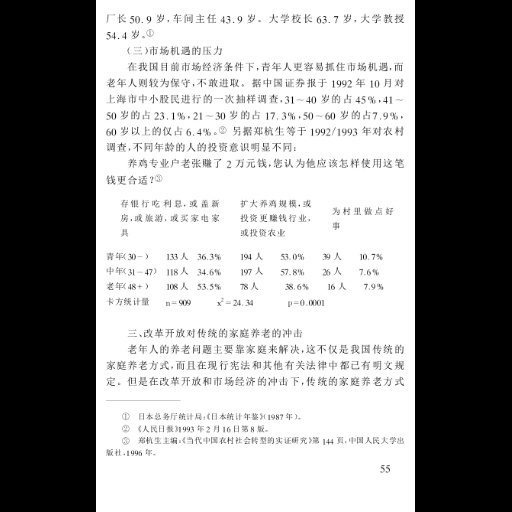 厂长 50.9 岁,车间主任 43.9 岁。大学校长 63.7 岁,大学教授
54.4 岁。①
(三)市场机遇的压力
在我国目前市场经济条件下,青年人更容易抓住市场机遇,而
老年人则较为保守,不敢进取。据中国证券报于 1992 年 10 月对
上海市中小股民进行的一次抽样调查,31~40 岁的占 45%,41~
50 岁的占 23.1%,21~30 岁的占 17.3%,50~60 岁的占7.9%,
60 岁以上的仅占 6.4%。② 另据郑杭生等于 1992/1993 年对农村
调查,不同年龄的人的投资意识明显不同:
养鸡专业户老张赚了 2 万元钱,您认为他应该怎样使用这笔
钱更合适?③
存银行吃利息,或盖新 扩大养鸡规模,或 为村里做点好
房,或旅游,或买家电家 投资更赚钱行业, 事
具 或投资农业
青年(30-) 133 人 36.3% 194 人 53.0% 39 人 10.7%
中年(31-47) 118 人 34.6% 197 人 57.8% 26 人 7.6%
老年(48+) 108 人 53.5% 78 人 38.6% 16 人 7.9%
卡方统计量 n=909 x²=24.34 p=0.0001
三、改革开放对传统的家庭养老的冲击
老年人的养老问题主要靠家庭来解决,这不仅是我国传统的
家庭养老方式,而且在现行宪法和其他有关法律中都已有明文规
定。但是在改革开放和市场经济的冲击下,传统的家庭养老方式
① 日本总务厅统计局:《日本统计年鉴》(1987 年)。
② 《人民日报》1993 年 2 月 16 日第 8 版。
③ 郑杭生主编:《当代中国农村社会转型的实证研究》第 144 页,中国人民大学出
版社,1996 年。
55